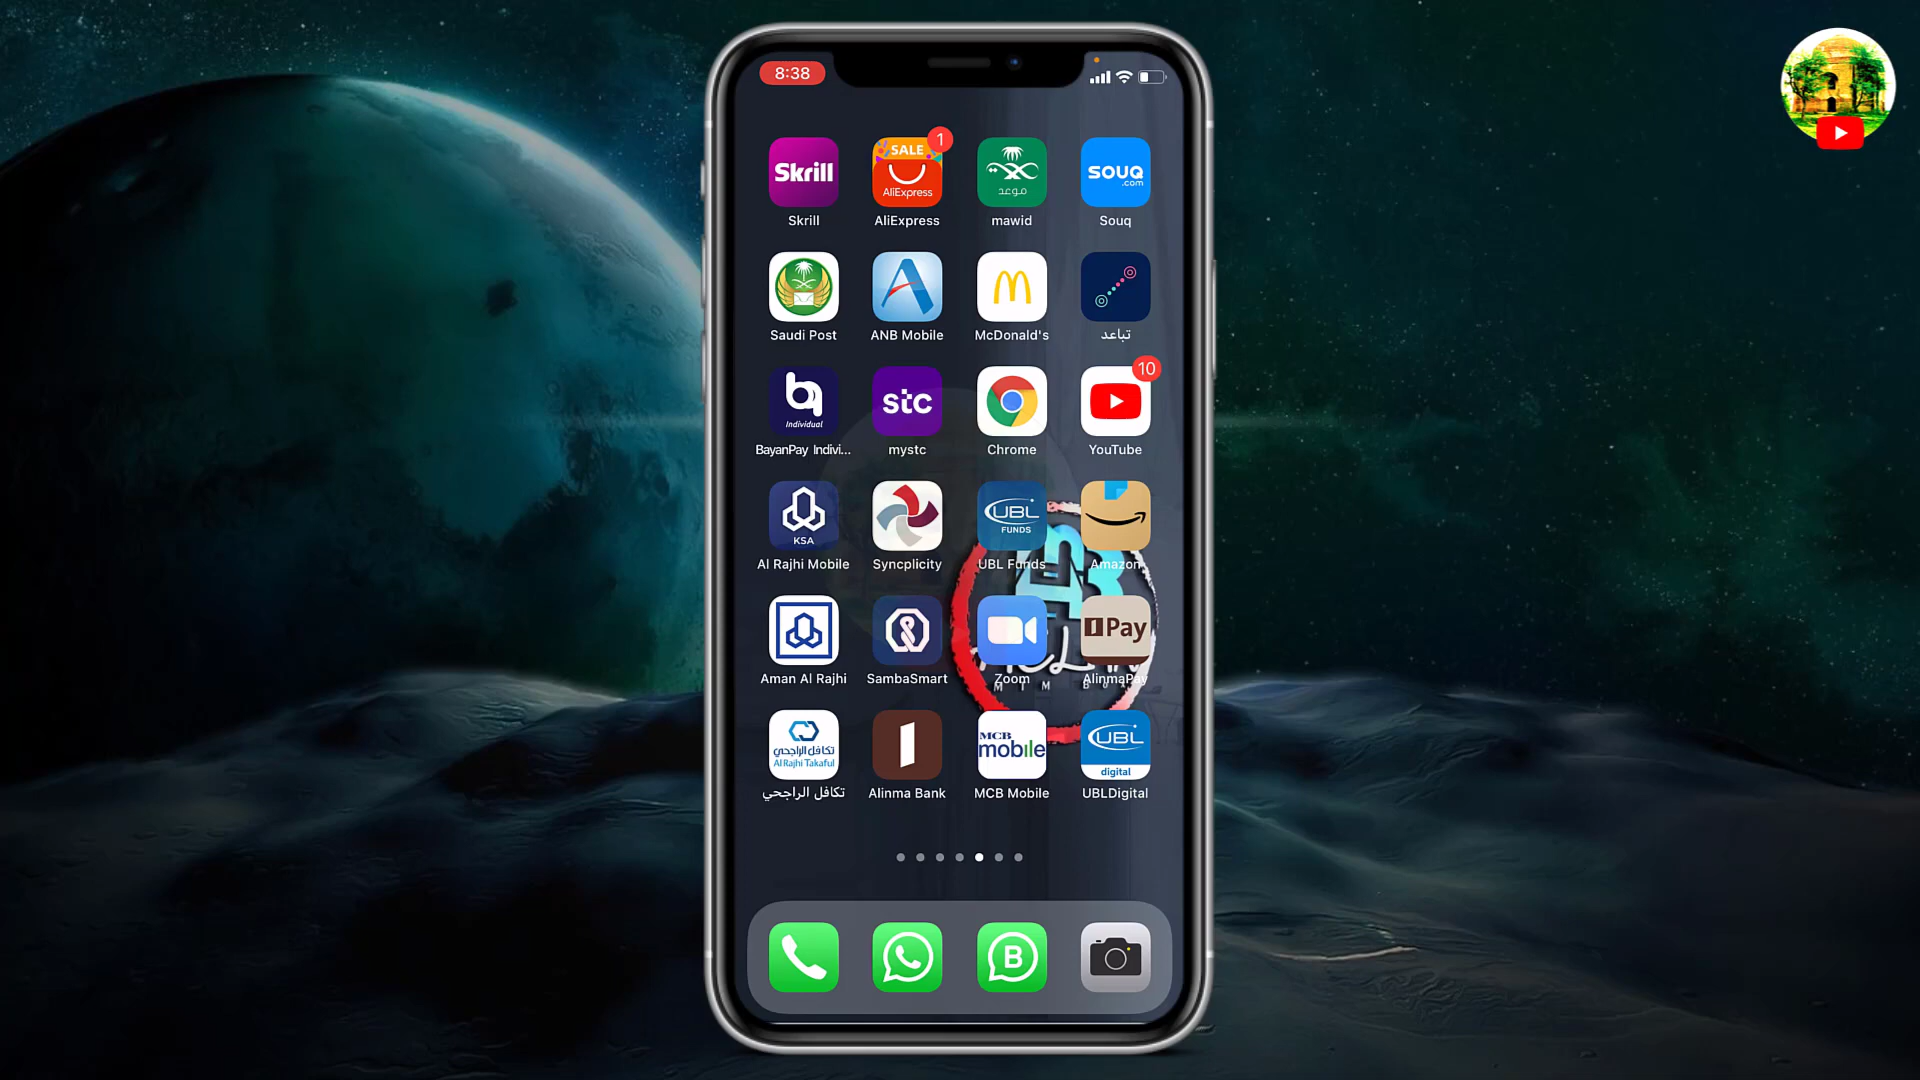 8:38
Skrill
SALE
AliExpress
1
موعد
souq
.com
Skrill
AliExpress
mawid
Souq
Saudi Post
ANB Mobile
McDonald's
تباعد
Individual
stc
10
BayanPay Indivi...
mystc
Chrome
YouTube
KSA
UBL
FUNDS
Al Rajhi Mobile
Syncplicity
UBL Funds
Amazon
Pay
Aman Al Rajhi
SambaSmart
Zoom
AlinmaPay
تكافل الراجحي
Al Rajhi Takaful
MCB
mobile
UBL
digital
تكافل الراجحي
Alinma Bank
MCB Mobile
UBLDigital
B